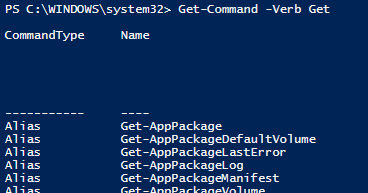 PS C:\WINDOWS\system32> Get-Command -Verb Get
CommandType Name
----------- ----
Alias Get-AppPackage
Alias Get-AppPackageDefaultVolume
Alias Get-AppPackageLastError
Alias Get-AppPackageLog
Alias Get-AppPackageManifest
Alias Get-AppPackageVolume